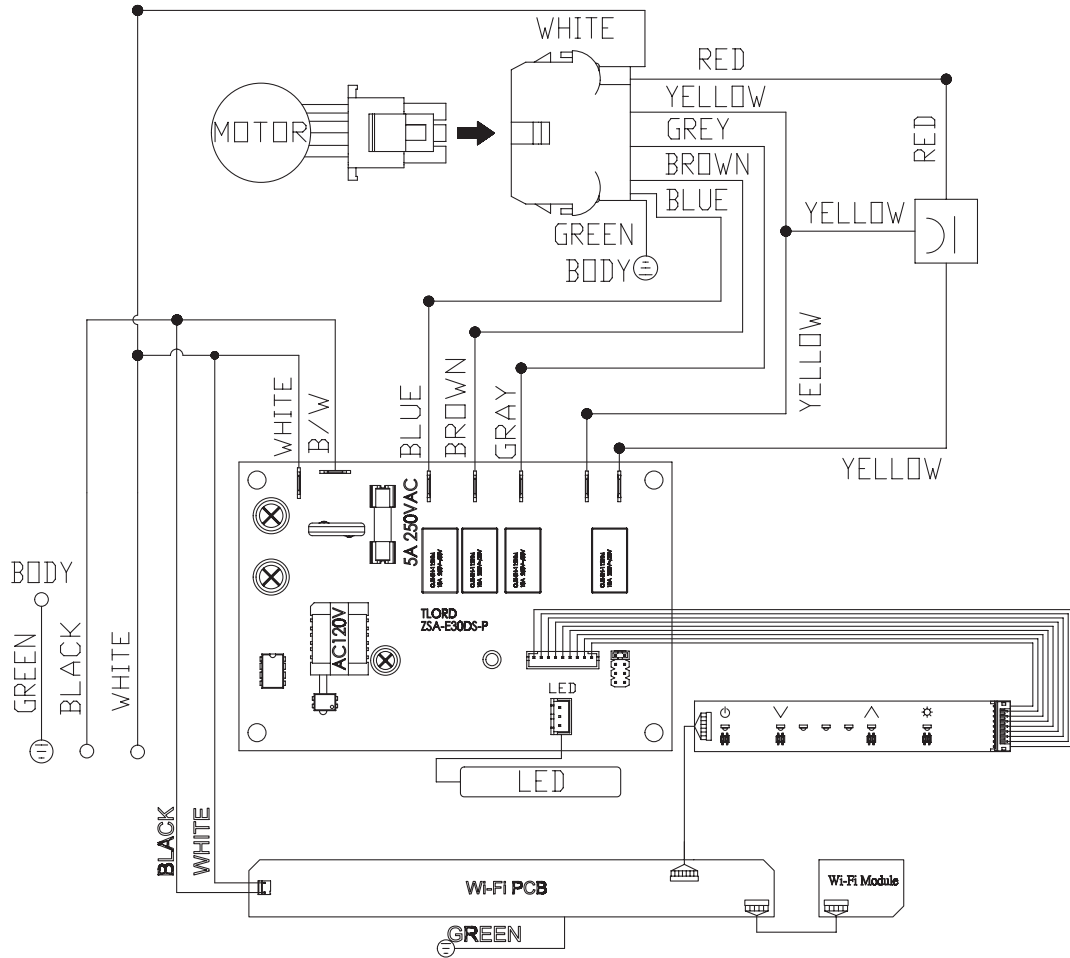 WHITE
RED
YELLOW
GREY
BROWN
BLUE
GREEN
BODY
MOTOR
RED
YELLOW
YELLOW
YELLOW
WHITE
B/W
BLUE
BROWN
GRAY
5A 250VAC
TLORD
ZSA-E30DS-P
AC120V
LED
LED
BODY
GREEN
BLACK
WHITE
BLACK
WHITE
Wi-Fi PCB
Wi-Fi Module
GREEN